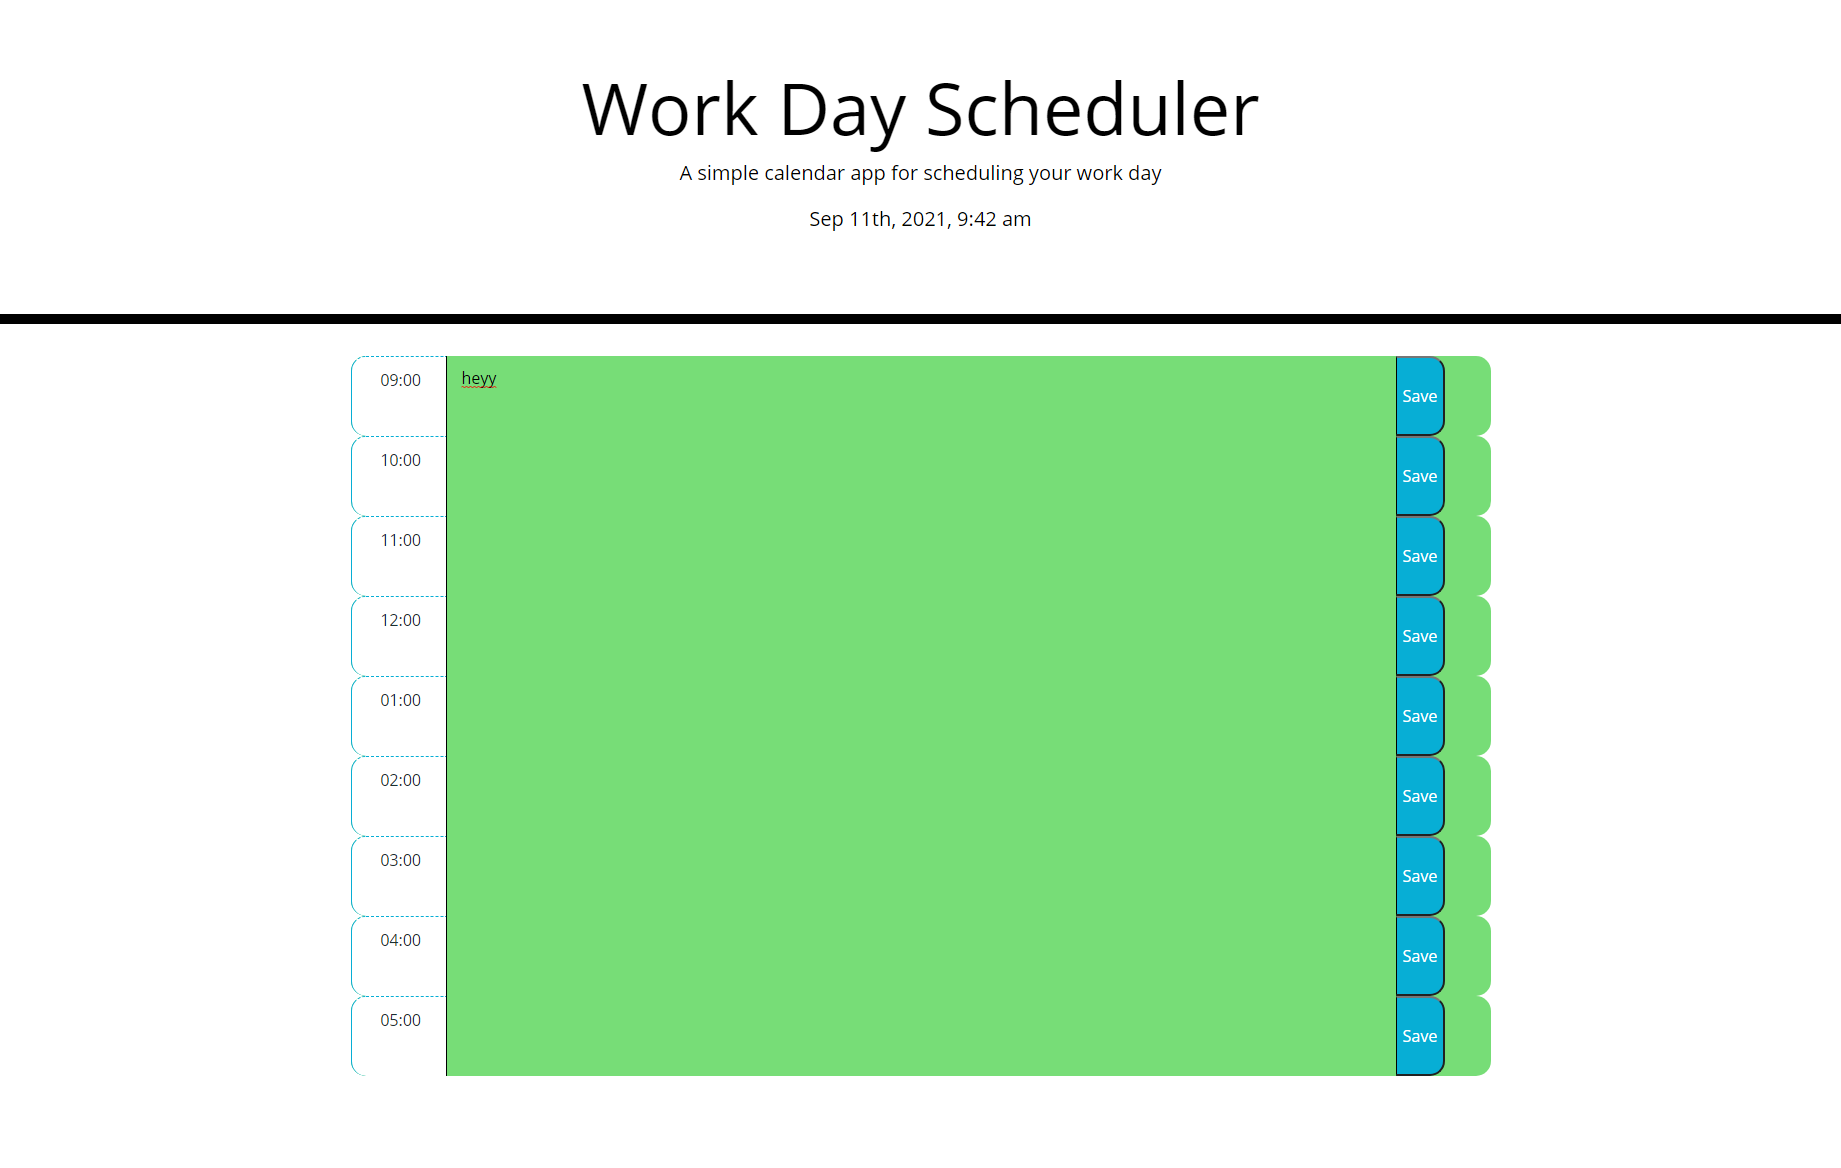 Work Day Scheduler
A simple calendar app for scheduling your work day
Sep 11th, 2021, 9:42 am
09:00 heyy Save
10:00 Save
11:00 Save
12:00 Save
01:00 Save
02:00 Save
03:00 Save
04:00 Save
05:00 Save